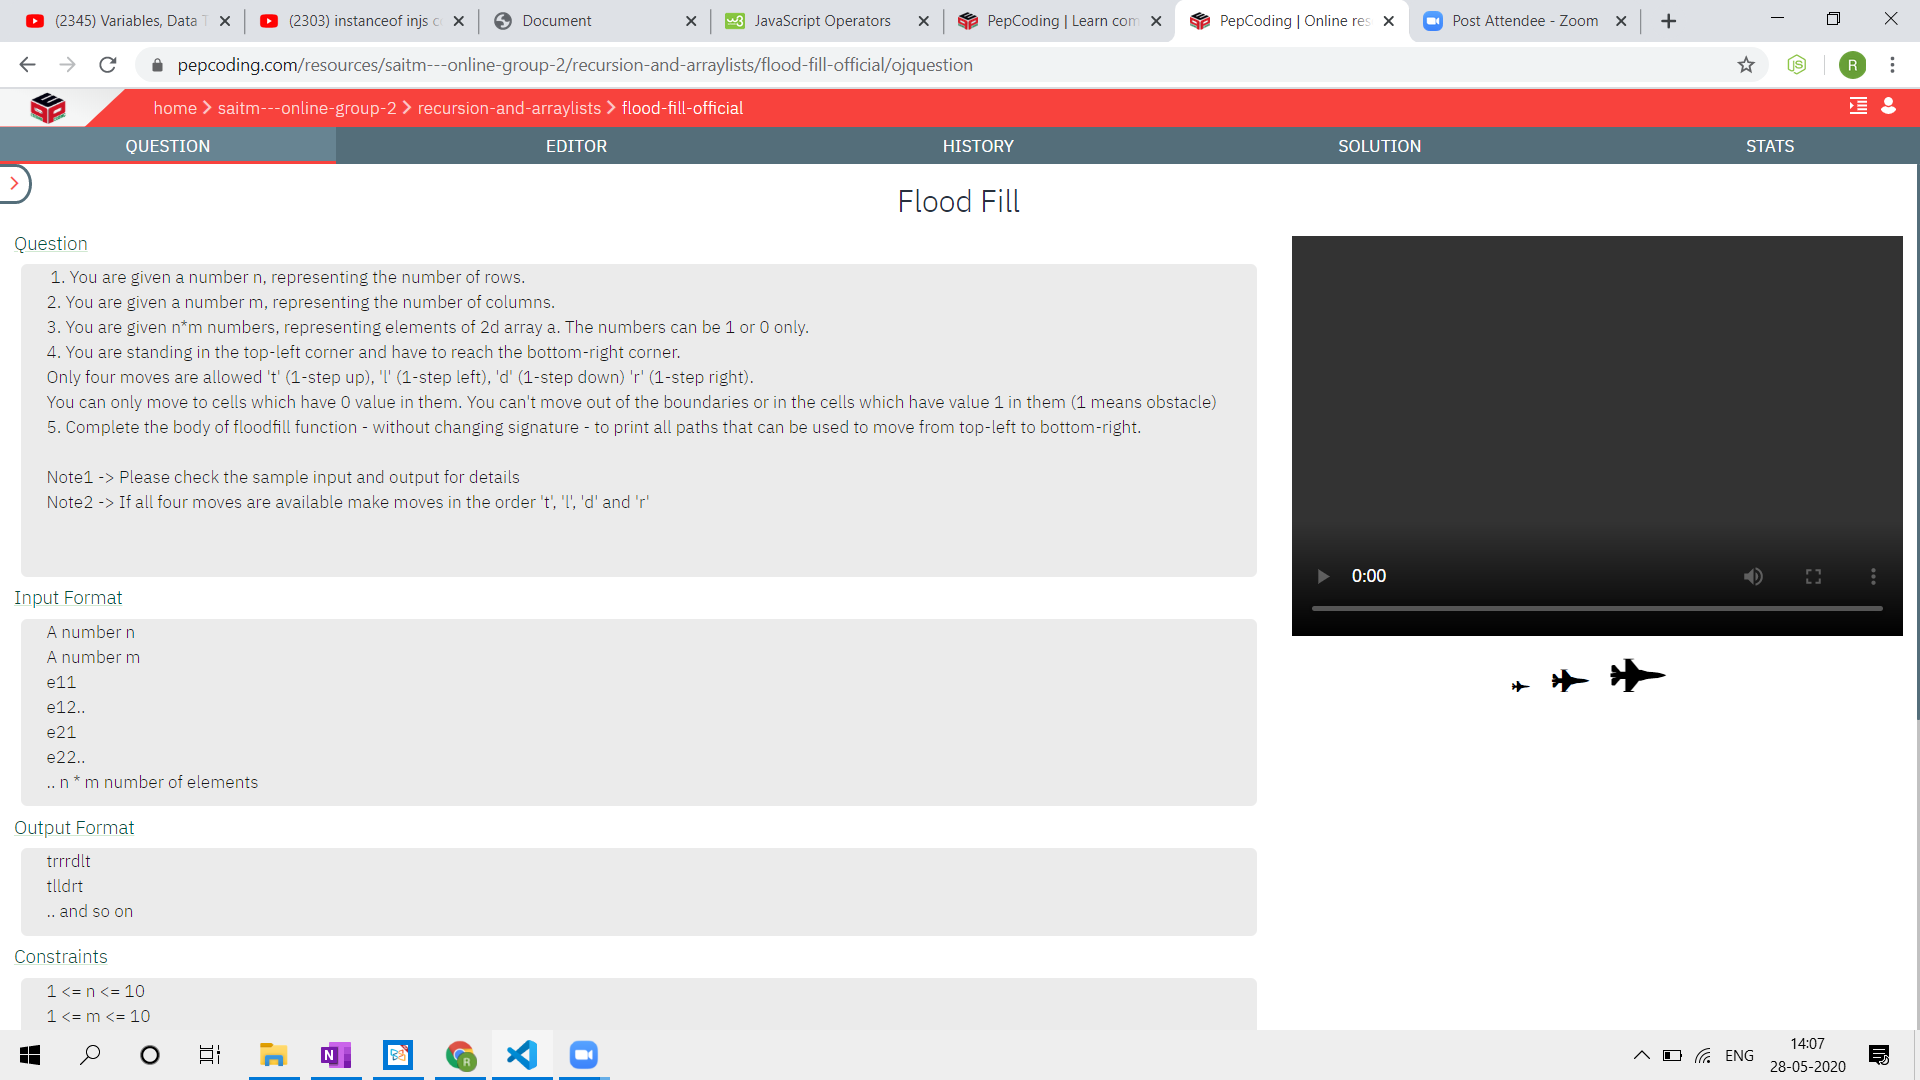 (2345) Variables, Data T
(2303) instanceof injs c
Document
JavaScript Operators
PepCoding | Learn com
PepCoding | Online res
Post Attendee - Zoom
pepcoding.com/resources/saitm---online-group-2/recursion-and-arraylists/flood-fill-official/ojquestion
R
home > saitm---online-group-2 > recursion-and-arraylists > flood-fill-official
QUESTION
EDITOR
HISTORY
SOLUTION
STATS
Flood Fill
Question
1. You are given a number n, representing the number of rows.
2. You are given a number m, representing the number of columns.
3. You are given n*m numbers, representing elements of 2d array a. The numbers can be 1 or 0 only.
4. You are standing in the top-left corner and have to reach the bottom-right corner.
Only four moves are allowed 't' (1-step up), 'l' (1-step left), 'd' (1-step down) 'r' (1-step right).
You can only move to cells which have 0 value in them. You can't move out of the boundaries or in the cells which have value 1 in them (1 means obstacle)
5. Complete the body of floodfill function - without changing signature - to print all paths that can be used to move from top-left to bottom-right.
Note1 -> Please check the sample input and output for details
Note2 -> If all four moves are available make moves in the order 't', 'l', 'd' and 'r'
0:00
Input Format
A number n
A number m
e11
e12..
e21
e22..
.. n * m number of elements
Output Format
trrrdlt
tlldrt
.. and so on
Constraints
1 <= n <= 10
1 <= m <= 10
ENG
14:07
28-05-2020